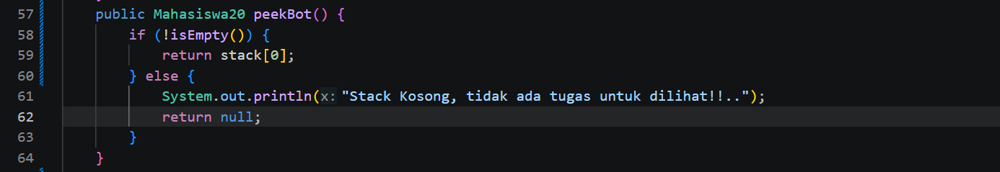 57 public Mahasiswa20 peekBot() {
58 if (!isEmpty()) {
59 return stack[0];
60 } else {
61 System.out.println(x: "Stack Kosong, tidak ada tugas untuk dilihat!!..");
62 return null;
63 }
64 }